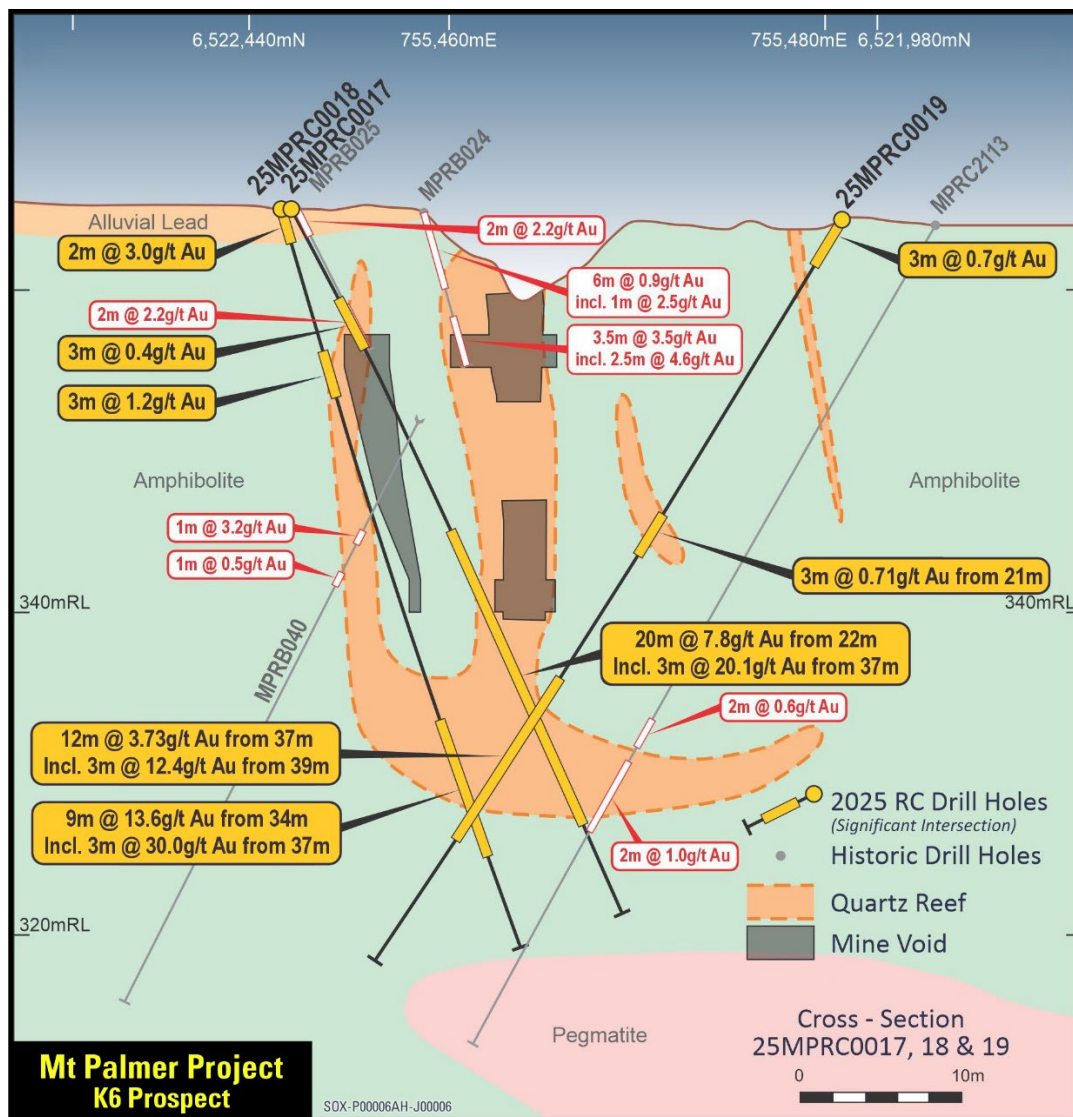 6,522,440mN
755,460mE
755,480mE
6,521,980mN
25MPRC0018
25MPRC0017
MPRB025
MPRB024
25MPRC0019
MPRC2113
Alluvial Lead
2m @ 3.0g/t Au
2m @ 2.2g/t Au
3m @ 0.7g/t Au
6m @ 0.9g/t Au
incl. 1m @ 2.5g/t Au
2m @ 2.2g/t Au
3m @ 0.4g/t Au
3.5m @ 3.5g/t Au
incl. 2.5m @ 4.6g/t Au
3m @ 1.2g/t Au
Amphibolite
Amphibolite
1m @ 3.2g/t Au
1m @ 0.5g/t Au
3m @ 0.71g/t Au from 21m
340mRL
340mRL
20m @ 7.8g/t Au from 22m
Incl. 3m @ 20.1g/t Au from 37m
MPRB040
2m @ 0.6g/t Au
12m @ 3.73g/t Au from 37m
Incl. 3m @ 12.4g/t Au from 39m
9m @ 13.6g/t Au from 34m
Incl. 3m @ 30.0g/t Au from 37m
2m @ 1.0g/t Au
2025 RC Drill Holes
(Significant Intersection)
Historic Drill Holes
Quartz Reef
Mine Void
320mRL
Pegmatite
Cross - Section
25MPRC0017, 18 & 19
0
10m
Mt Palmer Project
K6 Prospect
SOX-P00006AH-J00006